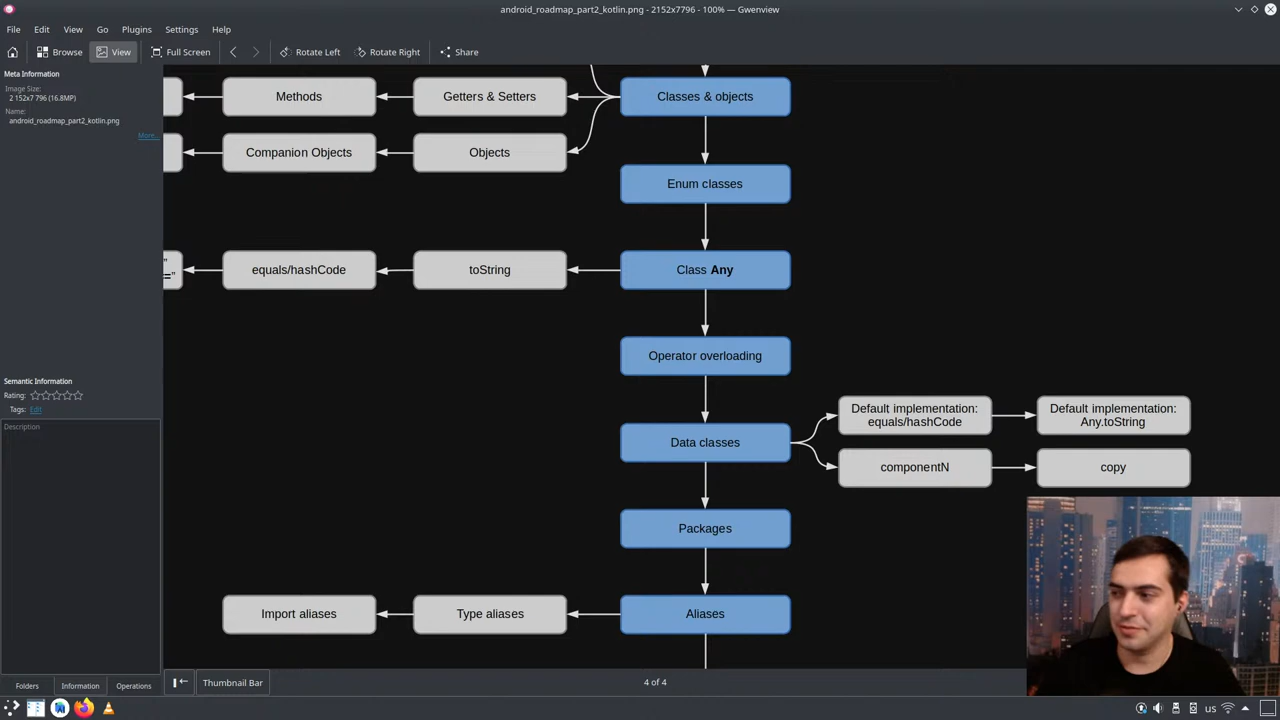 android_roadmap_part2_kotlin.png - 2152x7796 - 100% — Gwenview
File Edit View Go Plugins Settings Help
Browse View Full Screen Rotate Left Rotate Right Share
Meta Information
Image Size:
2 152x7 796 (16.8MP)
Name:
android_roadmap_part2_kotlin.png
More...
Methods
Getters & Setters
Classes & objects
Companion Objects
Objects
Enum classes
"
="
equals/hashCode
toString
Class Any
Operator overloading
Semantic Information
Rating:
Tags: Edit
Description
Default implementation:
equals/hashCode
Default implementation:
Any.toString
Data classes
componentN
copy
Packages
Import aliases
Type aliases
Aliases
Folders Information Operations
Thumbnail Bar
4 of 4
us